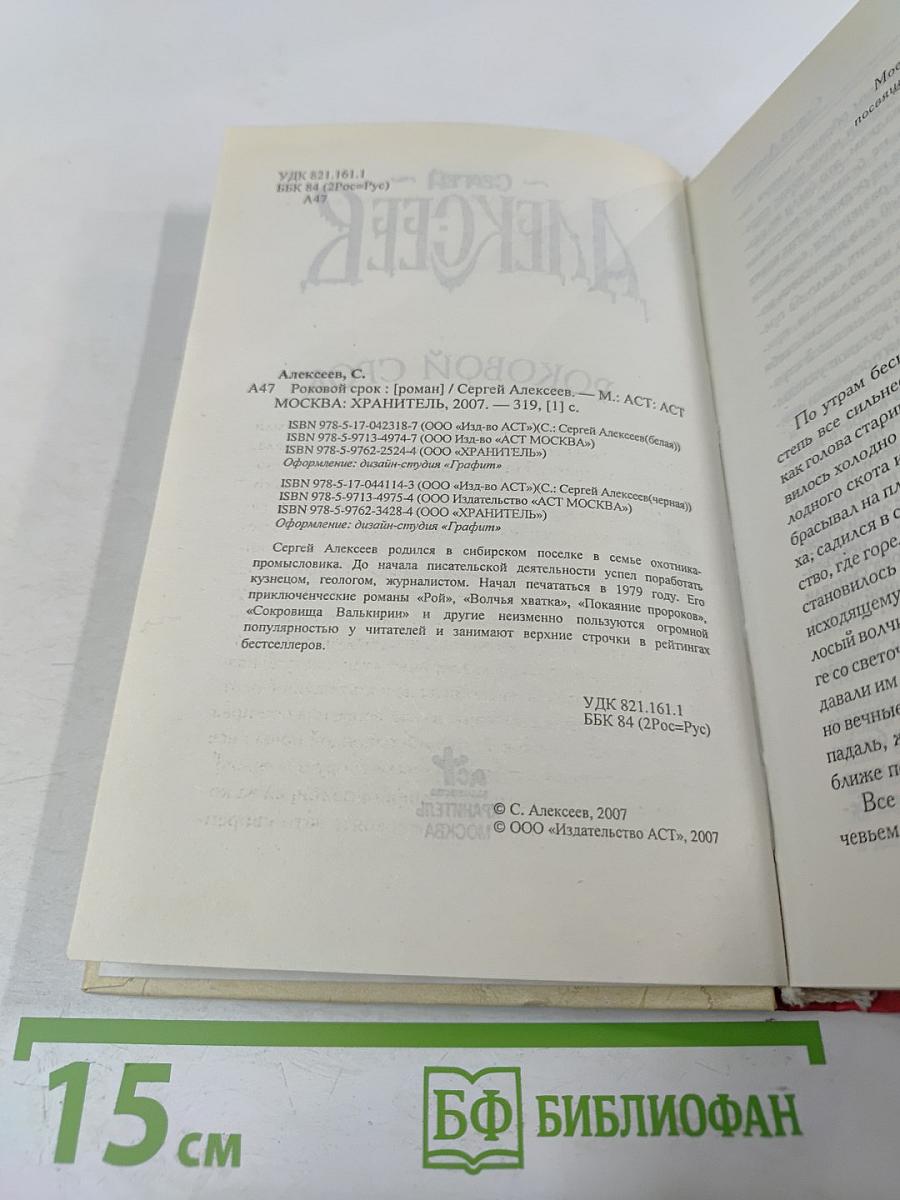 УДК 821.161.1
ББК 84 (2Рос=Рус)
А47
Алексеев, С.
А47 Роковой срок : [роман] / Сергей Алексеев. — М.: АСТ: АСТ
МОСКВА: ХРАНИТЕЛЬ, 2007. — 319, [1] с.
ISBN 978-5-17-042318-7 (ООО «Изд-во АСТ»)(С.: Сергей Алексеев(белая))
ISBN 978-5-9713-4974-7 (ООО Изд-во «АСТ МОСКВА»)
ISBN 978-5-9762-2524-4 (ООО «ХРАНИТЕЛЬ»)
Оформление: дизайн-студия «Графит»
ISBN 978-5-17-044114-3 (ООО «Изд-во АСТ»)(С.: Сергей Алексеев(черная))
ISBN 978-5-9713-4975-4 (ООО Издательство «АСТ МОСКВА»)
ISBN 978-5-9762-3428-4 (ООО «ХРАНИТЕЛЬ»)
Оформление: дизайн-студия «Графит»
Сергей Алексеев родился в сибирском поселке в семье охотника-
промысловика. До начала писательской деятельности успел поработать
кузнецом, геологом, журналистом. Начал печататься в 1979 году. Его
приключенческие романы «Рой», «Волчья хватка», «Покаяние пророков»,
«Сокровища Валькирии» и другие неизменно пользуются огромной
популярностью у читателей и занимают верхние строчки в рейтингах
бестселлеров.
УДК 821.161.1
ББК 84 (2Рос=Рус)
© С. Алексеев, 2007
© ООО «Издательство АСТ», 2007
Мое
посвящ
По утрам бесн
степь все сильне
как голова стари
вилось холодно
лодного скота и
брасывал на пл
ха, садился в с
ство, где горел
становилось
исходящему
лосый волчи
ге со светоч
давали им
но вечные
падаль, ж
ближе по
Все
чевьем
15 см
БФ БИБЛИОФАН